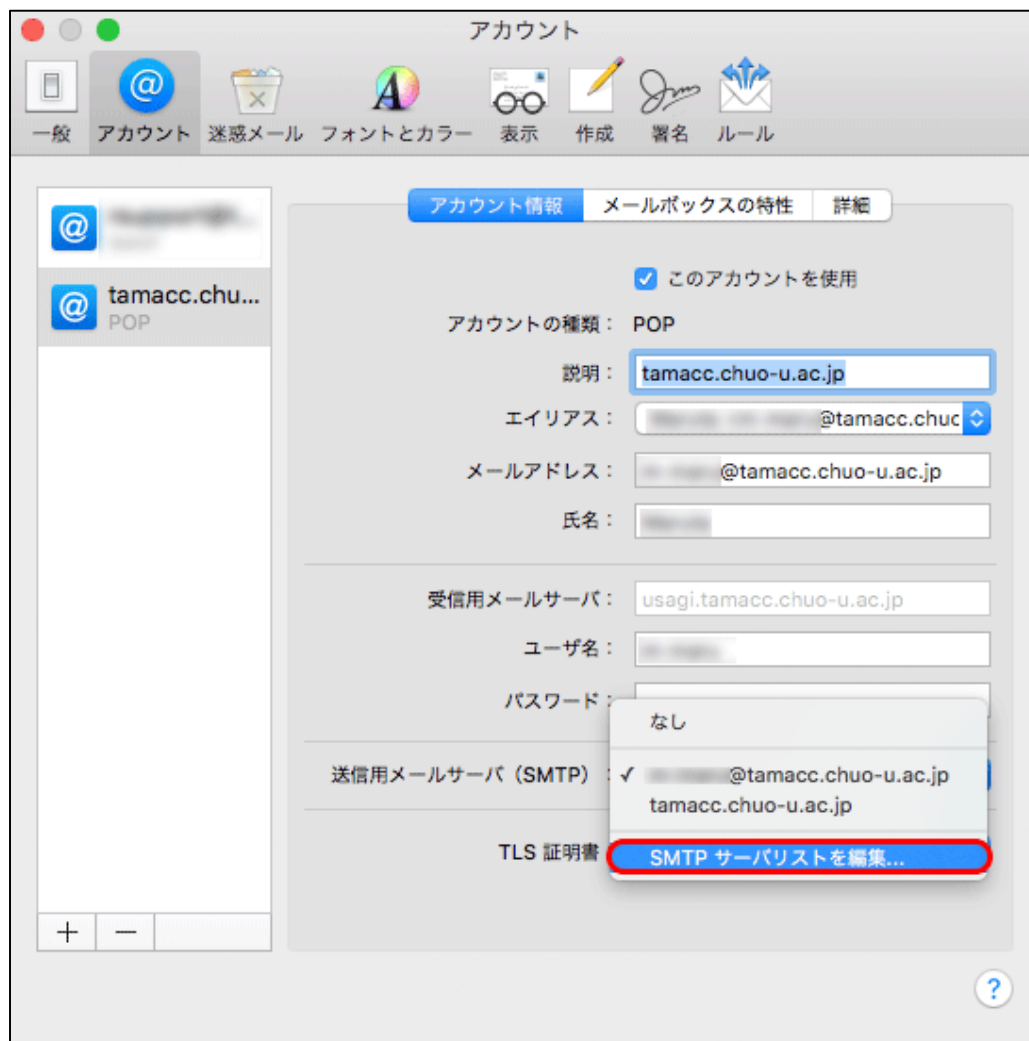 アカウント
一般 アカウント 迷惑メール フォントとカラー 表示 作成 署名 ルール
アカウント情報 メールボックスの特性 詳細
tamacc.chu...
POP
このアカウントを使用
アカウントの種類： POP
説明： tamacc.chuo-u.ac.jp
エイリアス： @tamacc.chuc
メールアドレス： @tamacc.chuo-u.ac.jp
氏名：
受信用メールサーバ： usagi.tamacc.chuo-u.ac.jp
ユーザ名：
パスワード：
なし
送信用メールサーバ（SMTP）： ✓ @tamacc.chuo-u.ac.jp
tamacc.chuo-u.ac.jp
TLS 証明書
SMTP サーバリストを編集...
+ −
?